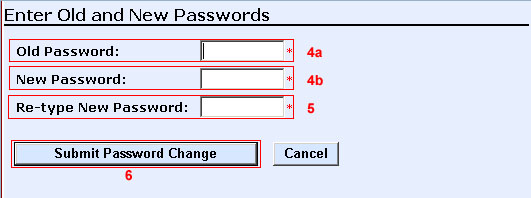 Enter Old and New Passwords
Old Password: * 4a
New Password: * 4b
Re-type New Password: * 5
Submit Password Change Cancel
6